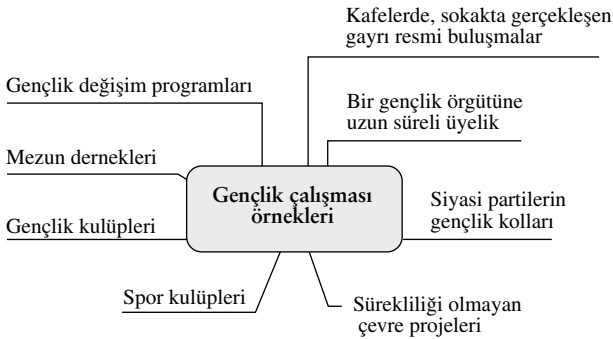 Kafelerde, sokakta gerçekleşen
gayrı resmi buluşmalar
Gençlik değişim programları
Bir gençlik örgütüne
uzun süreli üyelik
Mezun dernekleri
Gençlik çalışması
örnekleri
Siyasi partilerin
gençlik kolları
Gençlik kulüpleri
Spor kulüpleri
Sürekliliği olmayan
çevre projeleri